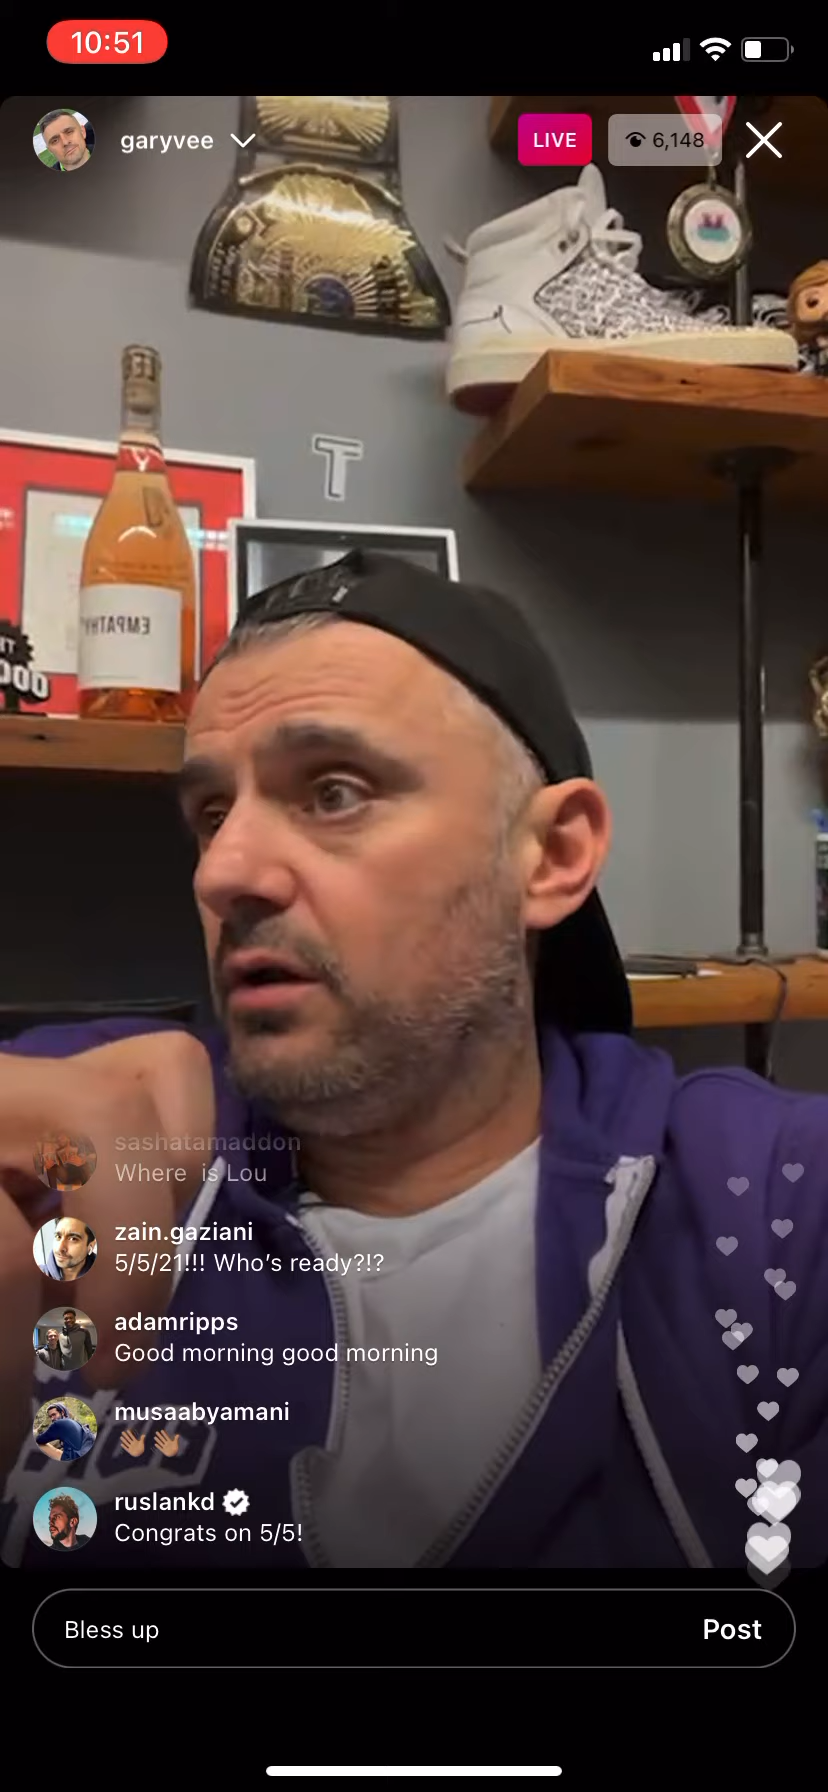 10:51
garyvee
LIVE
6,148
T
EMPATHY
sashatamaddon
Where is Lou
zain.gaziani
5/5/21!!! Who's ready?!?
adamripps
Good morning good morning
musaabyamani
👋🏽👋🏽
ruslankd
Congrats on 5/5!
Bless up
Post